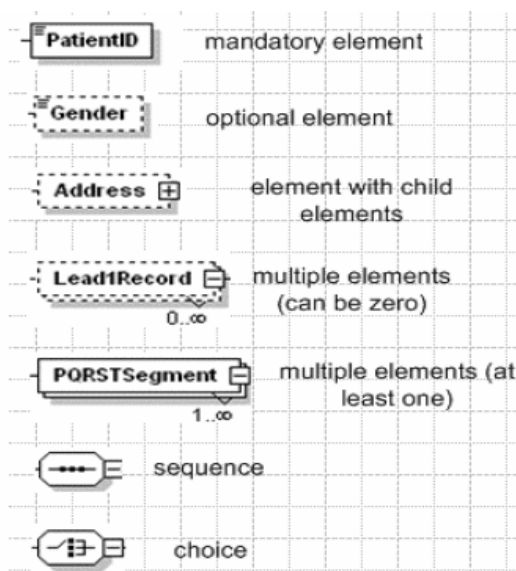 PatientID mandatory element
Gender optional element
Address element with child
elements
Lead1Record multiple elements
(can be zero)
0..∞
PQRSTSegment multiple elements (at
least one)
1..∞
sequence
choice